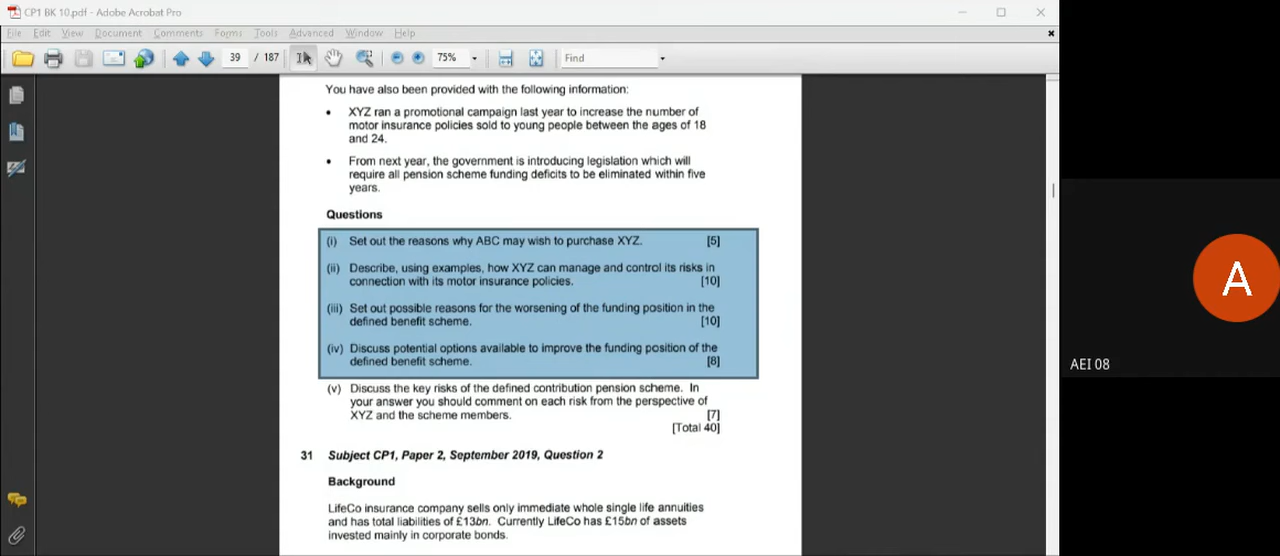 CP1 BK 10.pdf - Adobe Acrobat Pro
File Edit View Document Comments Forms Tools Advanced Window Help
39 / 187 75% Find
You have also been provided with the following information:
• XYZ ran a promotional campaign last year to increase the number of
motor insurance policies sold to young people between the ages of 18
and 24.
• From next year, the government is introducing legislation which will
require all pension scheme funding deficits to be eliminated within five
years.
Questions
(i) Set out the reasons why ABC may wish to purchase XYZ. [5]
(ii) Describe, using examples, how XYZ can manage and control its risks in
connection with its motor insurance policies. [10]
(iii) Set out possible reasons for the worsening of the funding position in the
defined benefit scheme. [10]
(iv) Discuss potential options available to improve the funding position of the
defined benefit scheme. [8]
(v) Discuss the key risks of the defined contribution pension scheme. In
your answer you should comment on each risk from the perspective of
XYZ and the scheme members. [7]
[Total 40]
31 Subject CP1, Paper 2, September 2019, Question 2
Background
LifeCo insurance company sells only immediate whole single life annuities
and has total liabilities of £13bn. Currently LifeCo has £15bn of assets
invested mainly in corporate bonds.
A
AEI 08